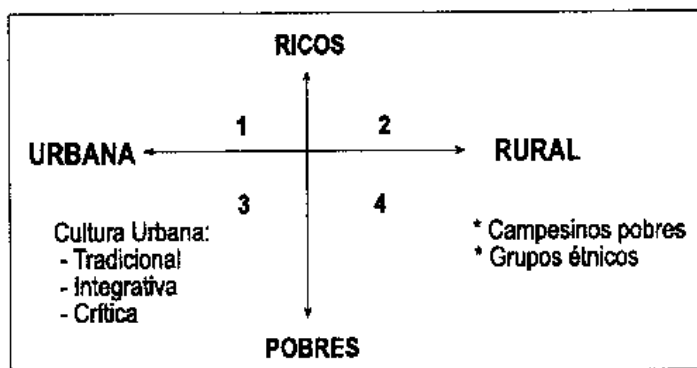 RICOS
1 2
URBANA RURAL
3 4
Cultura Urbana:
- Tradicional
- Integrativa
- Crítica
* Campesinos pobres
* Grupos étnicos
POBRES